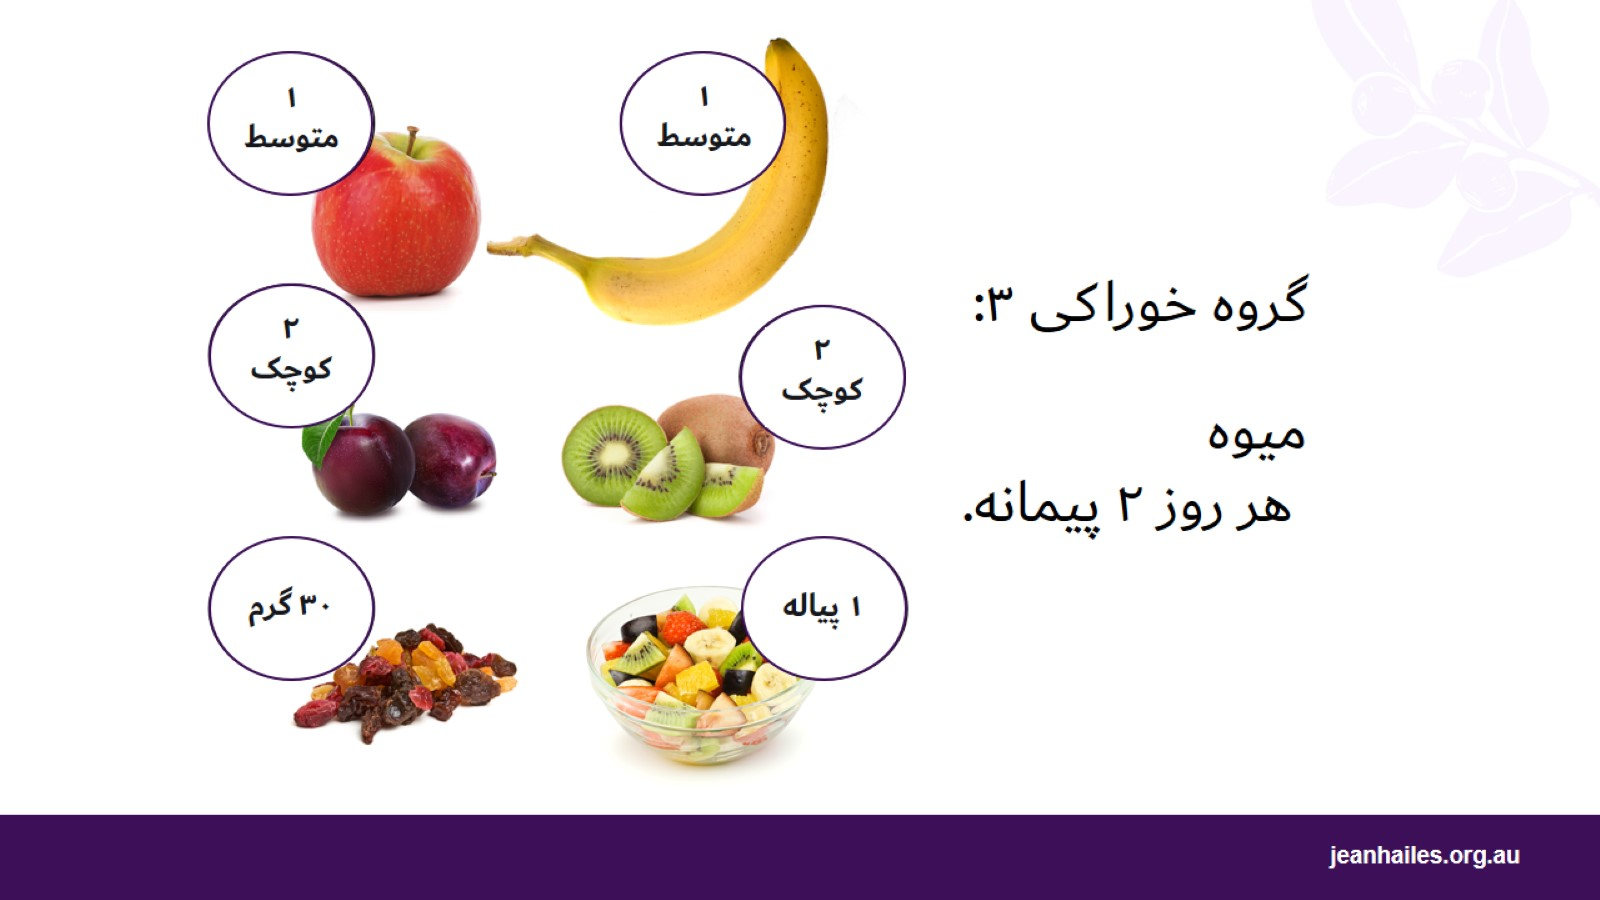 گروه خوراکی ۳:
میوه
هر روز ۲ پیمانه.
۱
متوسط
۱
متوسط
۲
کوچک
۲
کوچک
۱ پیاله
۳۰ گرم
jeanhailes.org.au